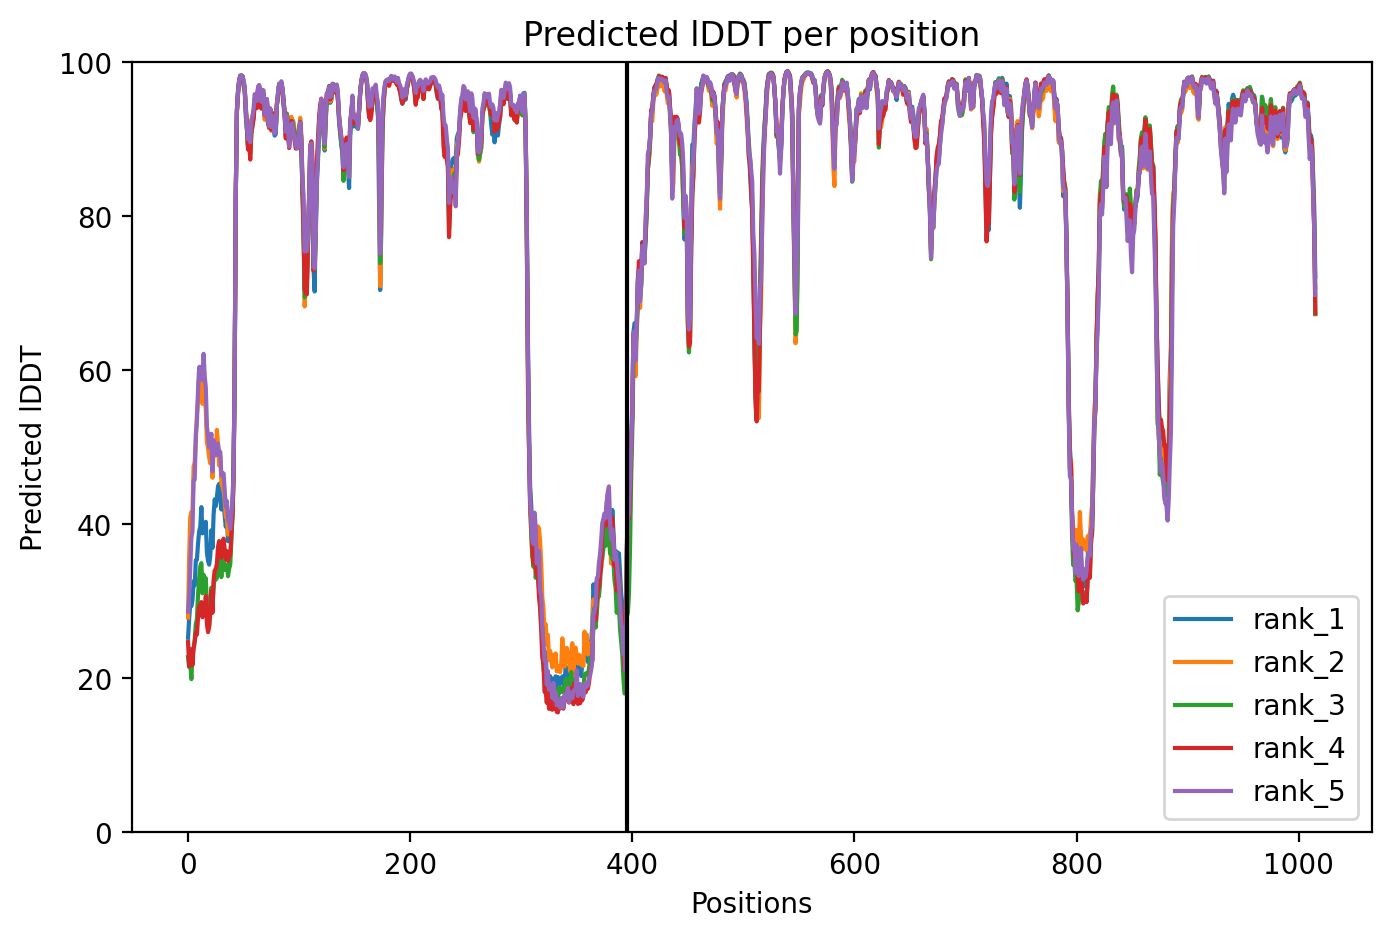 Predicted lDDT per position
100
80
60
40
20
0
Predicted lDDT
0 200 400 600 800 1000
Positions
rank_1
rank_2
rank_3
rank_4
rank_5